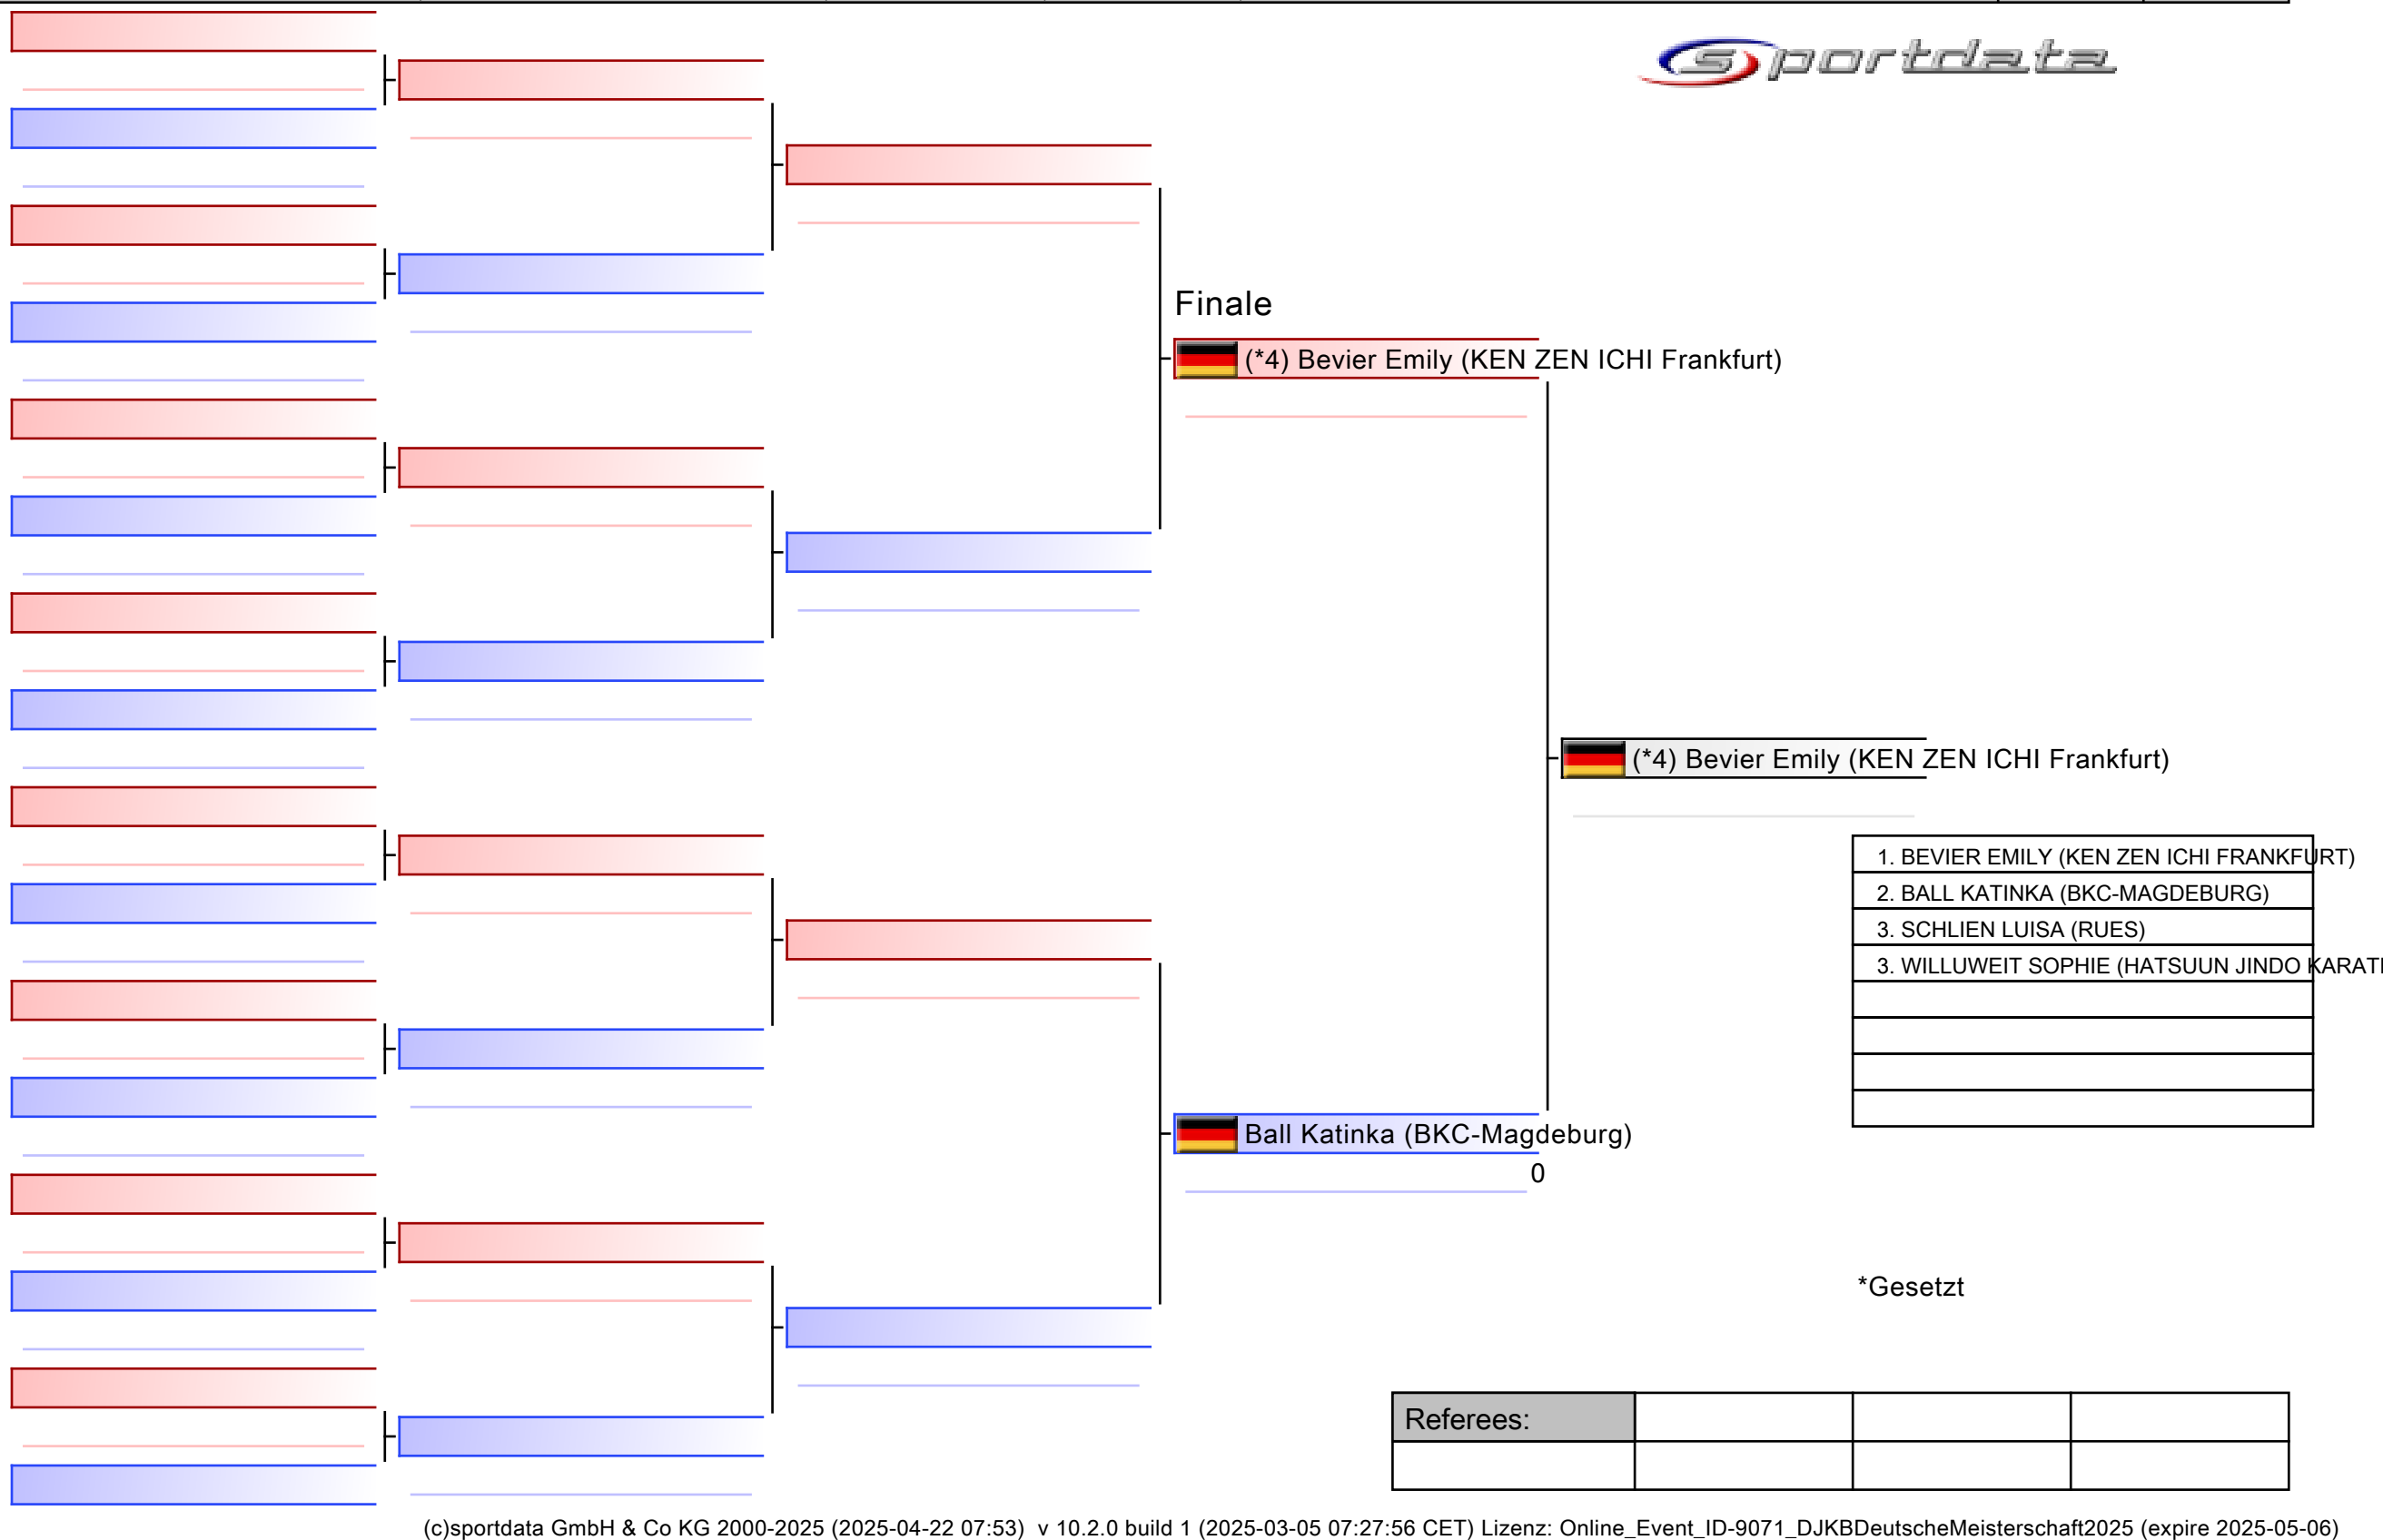 sportdata
Finale
(*4) Bevier Emily (KEN ZEN ICHI Frankfurt)
(*4) Bevier Emily (KEN ZEN ICHI Frankfurt)
1. BEVIER EMILY (KEN ZEN ICHI FRANKFURT)
2. BALL KATINKA (BKC-MAGDEBURG)
3. SCHLIEN LUISA (RUES)
3. WILLUWEIT SOPHIE (HATSUUN JINDO
Ball Katinka (BKC-Magdeburg)
0
*Gesetzt
Referees:
(c)sportdata GmbH & Co KG 2000-2025 (2025-04-22 07:53) v 10.2.0 build 1 (2025-03-05 07:27:56 CET) Lizenz: Online_Event_ID-9071_DJKBDeutscheMeisterschaft2025 (expire 2025-05-06)